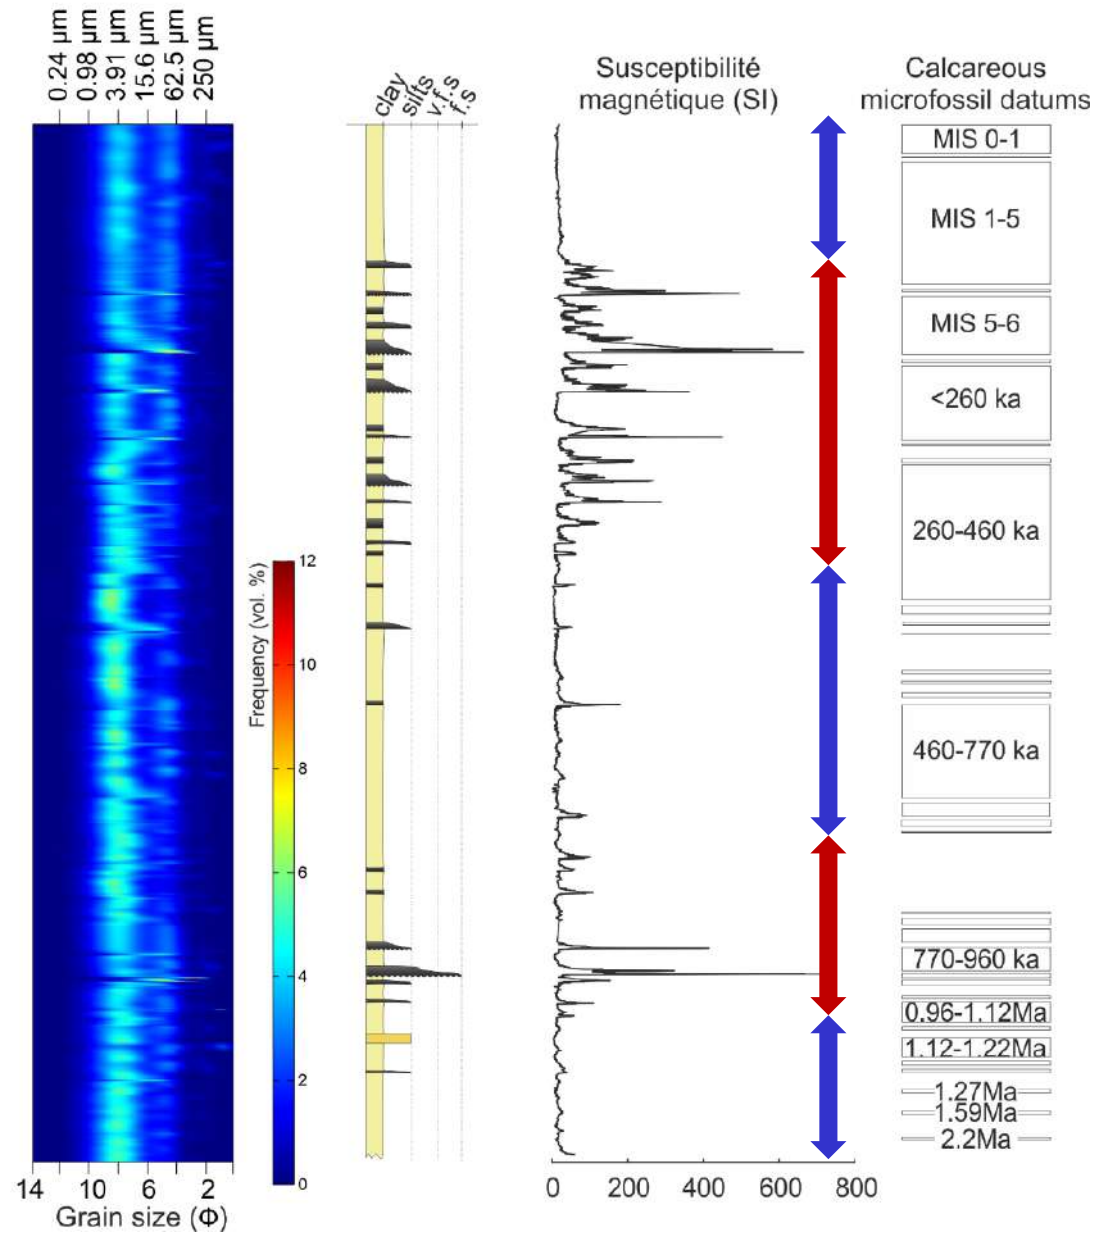 0.24 µm
0.98 µm
3.91 µm
15.6 µm
62.5 µm
250 µm
clay
silts
v.f.s
f.s
Susceptibilité
magnétique (SI)
Calcareous
microfossil datums
MIS 0-1
MIS 1-5
MIS 5-6
<260 ka
260-460 ka
460-770 ka
770-960 ka
0.96-1.12Ma
1.12-1.22Ma
1.27Ma
1.59Ma
2.2Ma
Frequency (vol. %)
12
10
8
6
4
2
0
14 10 6 2
Grain size (Φ)
0 200 400 600 800